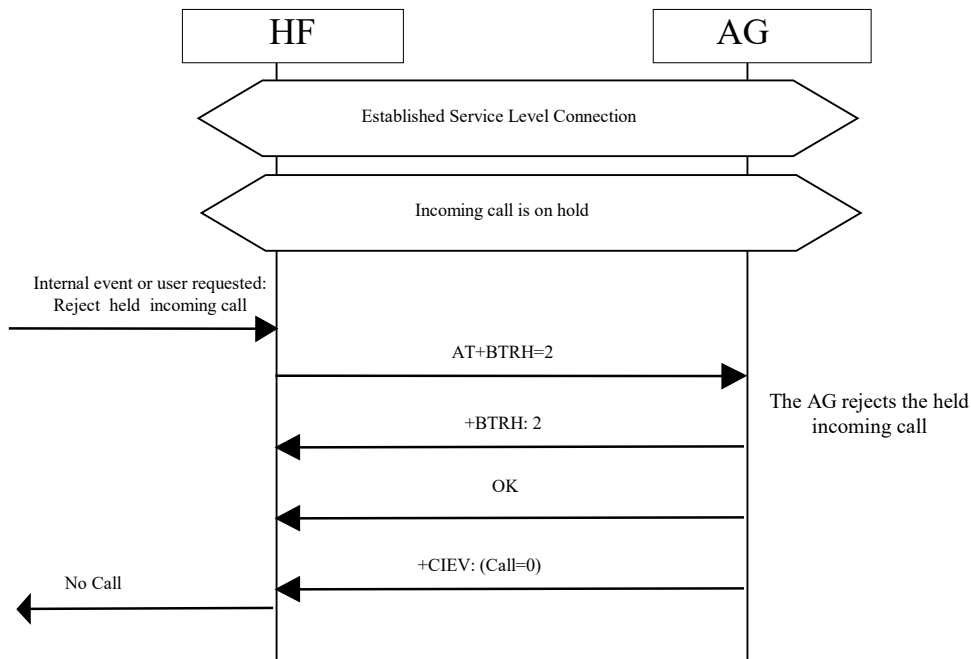 HF
AG
Established Service Level Connection
Incoming call is on hold
Internal event or user requested:
Reject held incoming call
AT+BTRH=2
The AG rejects the held
incoming call
+BTRH: 2
OK
+CIEV: (Call=0)
No Call